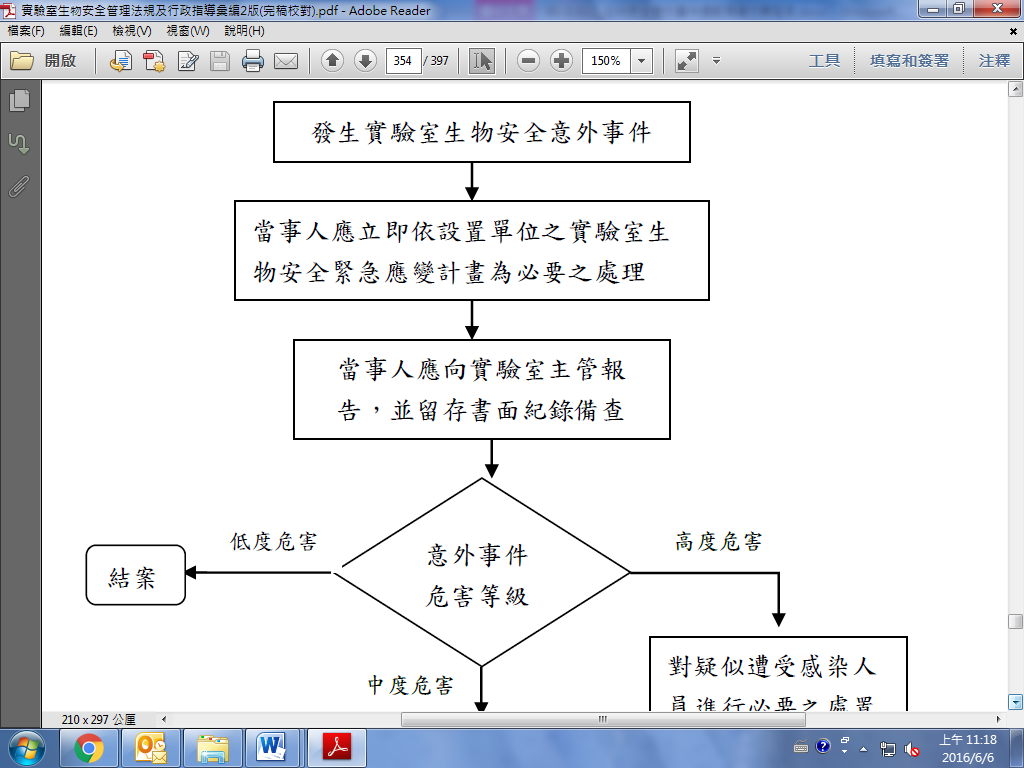 實驗室生物安全管理法規及行政指導彙編2版(完稿校對).pdf - Adobe Reader
檔案(F) 編輯(E) 檢視(V) 視窗(W) 說明(H)
開啟 354 / 397 150% 工具 填寫和簽署 注釋
發生實驗室生物安全意外事件
當事人應立即依設置單位之實驗室生
物安全緊急應變計畫為必要之處理
當事人應向實驗室主管報
告，並留存書面紀錄備查
低度危害
高度危害
結案
意外事件
危害等級
中度危害
對疑似遭受感染人
員進行必要之處置
210 x 297 公厘
上午 11:18
2016/6/6